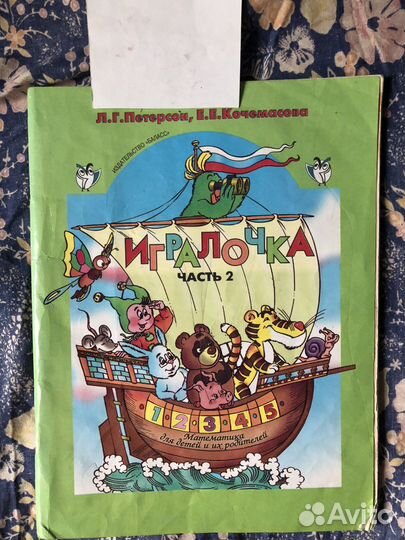 Л.Г.Петерсон, Е.Е.Кочемасова
ИЗДАТЕЛЬСТВО «БАЛАСС»
ИГРАЛОЧКА
ЧАСТЬ 2
1 2 3 4 5
Математика
для детей и их родителей
Avito